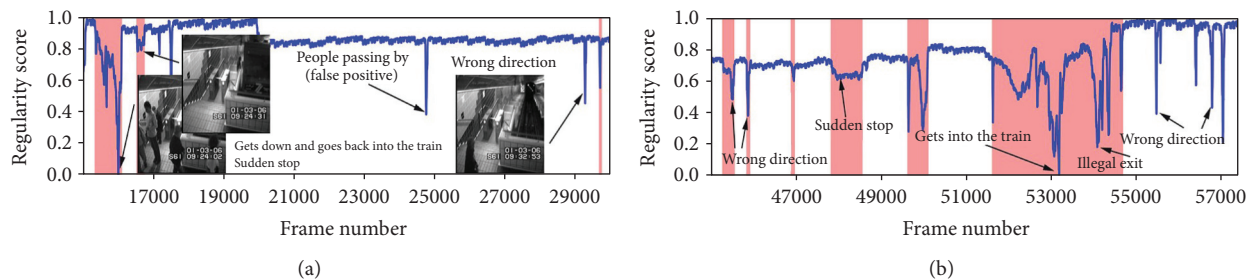 Regularity score
1.0
0.8
0.6
0.4
0.2
0.0
People passing by
(false positive)
Wrong direction
01-03-06
S61 09:24:31
01-03-06
S61 09:24:02
01-03-06
S61 09:32:53
Gets down and goes back into the train
Sudden stop
17000 19000 21000 23000 25000 27000 29000
Frame number
(a)
Regularity score
1.0
0.8
0.6
0.4
0.2
0.0
Wrong direction
Sudden stop
Gets into the train
Illegal exit
Wrong direction
47000 49000 51000 53000 55000 57000
Frame number
(b)